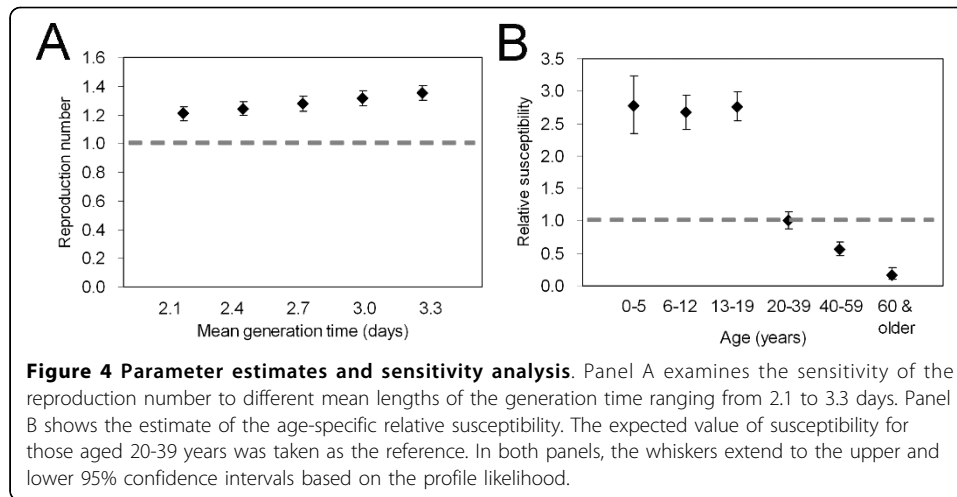 A
1.6
1.4
1.2
1.0
0.8
0.6
0.4
0.2
0.0
Reproduction number
2.1 2.4 2.7 3.0 3.3
Mean generation time (days)
B
3.5
3.0
2.5
2.0
1.5
1.0
0.5
0.0
Relative susceptibility
0-5 6-12 13-19 20-39 40-59 60 &
older
Age (years)
Figure 4 Parameter estimates and sensitivity analysis. Panel A examines the sensitivity of the
reproduction number to different mean lengths of the generation time ranging from 2.1 to 3.3 days. Panel
B shows the estimate of the age-specific relative susceptibility. The expected value of susceptibility for
those aged 20-39 years was taken as the reference. In both panels, the whiskers extend to the upper and
lower 95% confidence intervals based on the profile likelihood.